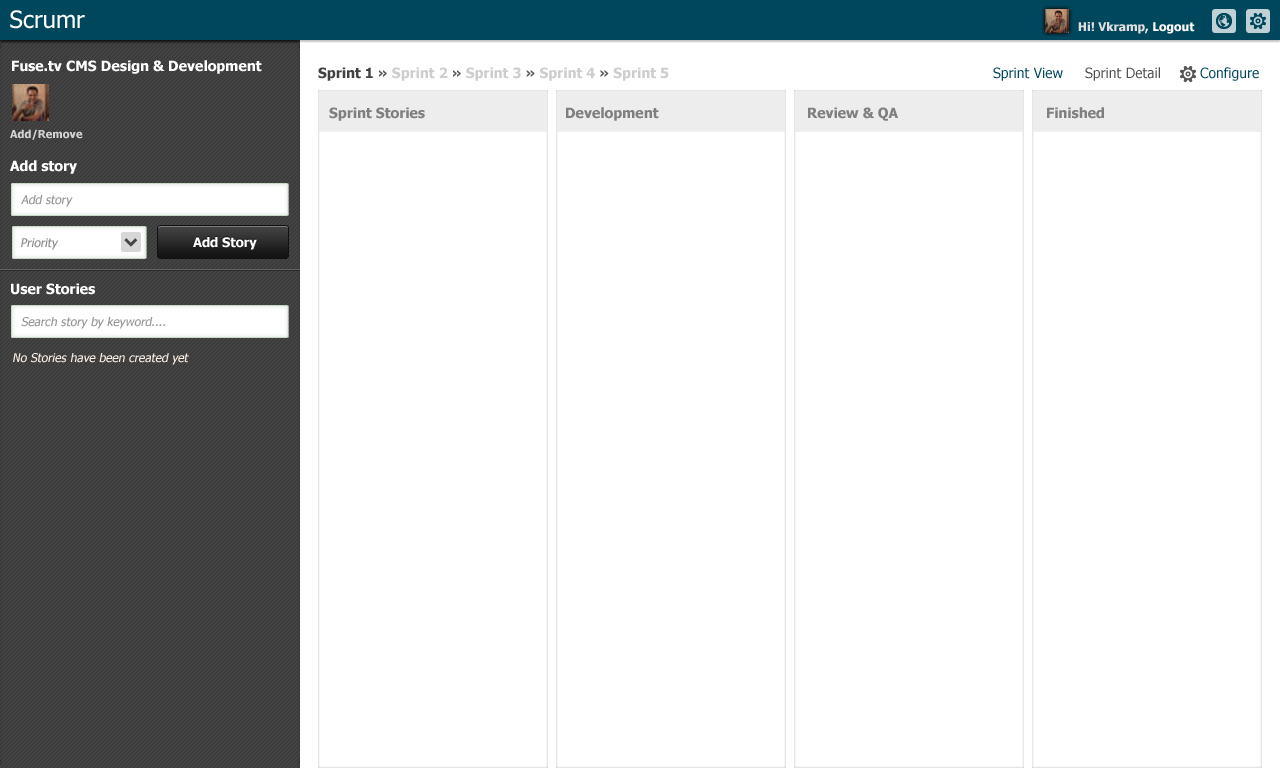 Scrumr
Hi! Vkramp, Logout
Fuse.tv CMS Design & Development
Add/Remove
Add story
Add story
Priority
Add Story
User Stories
Search story by keyword....
No Stories have been created yet
Sprint 1 » Sprint 2 » Sprint 3 » Sprint 4 » Sprint 5
Sprint View Sprint Detail Configure
Sprint Stories Development Review & QA Finished